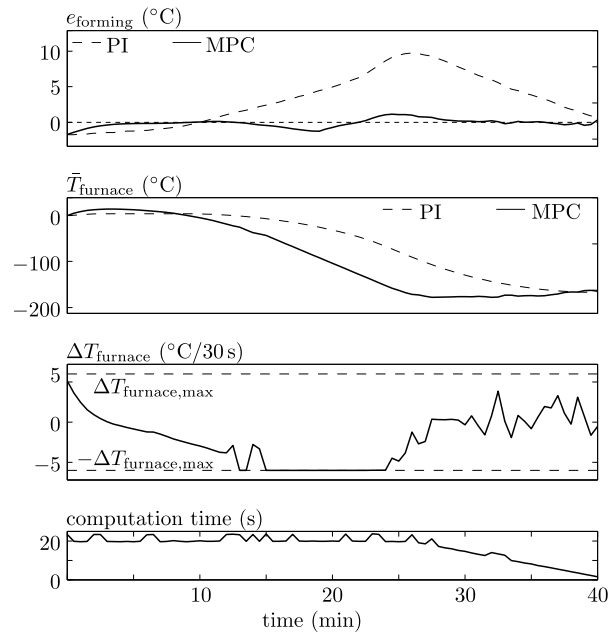 e_forming (°C)
PI MPC
10
5
0
T̄_furnace (°C)
PI MPC
0
−100
−200
ΔT_furnace (°C/30 s)
5
ΔT_furnace,max
0
−ΔT_furnace,max
−5
computation time (s)
20
0
10 20 30 40
time (min)